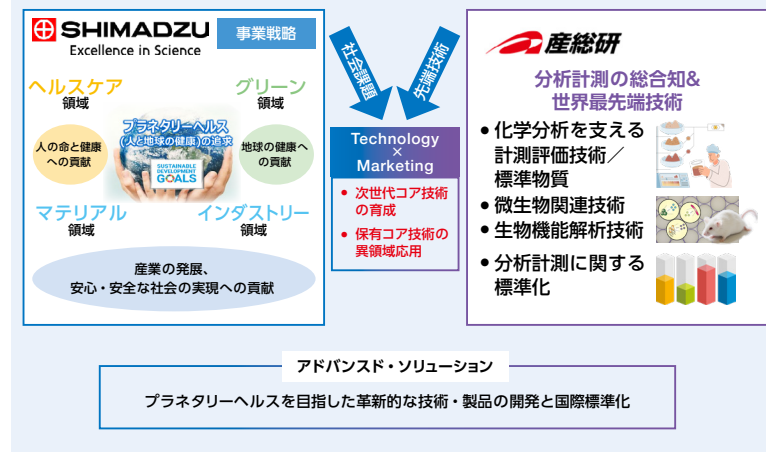 SHIMADZU
Excellence in Science
事業戦略
ヘルスケア
領域
グリーン
領域
人の命と健康
への貢献
プラネタリーヘルス
(人と地球の健康)の追求
SUSTAINABLE
DEVELOPMENT
GOALS
地球の健康へ
の貢献
マテリアル
領域
インダストリー
領域
産業の発展、
安心・安全な社会の実現への貢献
社会課題
先端技術
Technology
×
Marketing
• 次世代コア技術
の育成
• 保有コア技術の
異領域応用
産総研
分析計測の総合知&
世界最先端技術
• 化学分析を支える
計測評価技術／
標準物質
• 微生物関連技術
• 生物機能解析技術
• 分析計測に関する
標準化
アドバンスド・ソリューション
プラネタリーヘルスを目指した革新的な技術・製品の開発と国際標準化